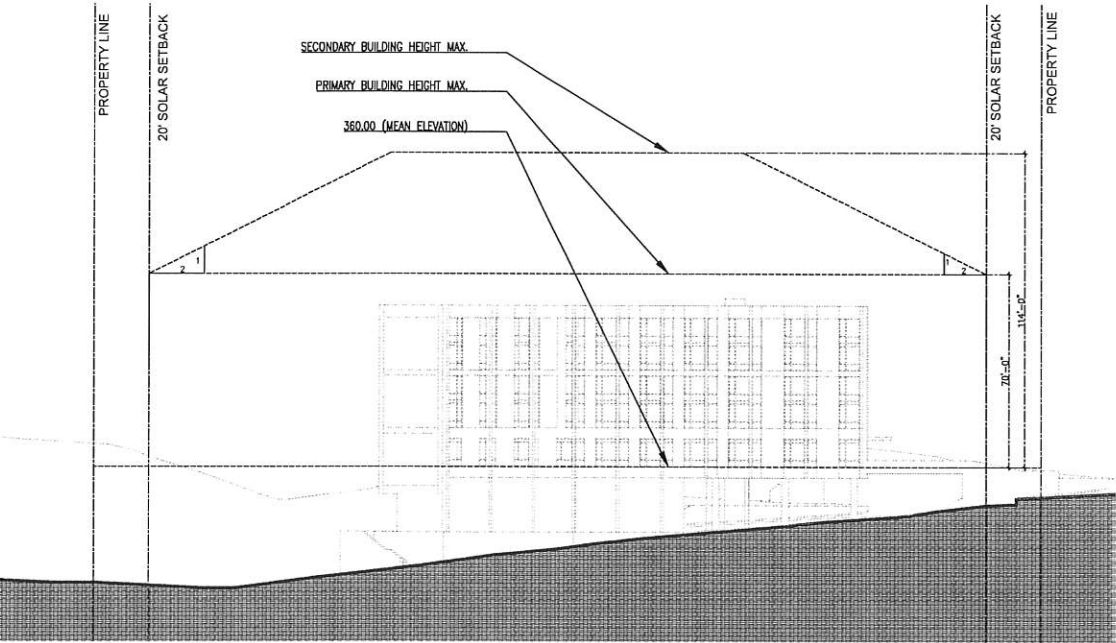 PROPERTY LINE
20' SOLAR SETBACK
SECONDARY BUILDING HEIGHT MAX.
PRIMARY BUILDING HEIGHT MAX.
360.00 (MEAN ELEVATION)
20' SOLAR SETBACK
PROPERTY LINE
1
2
1
2
114'-0"
70'-0"